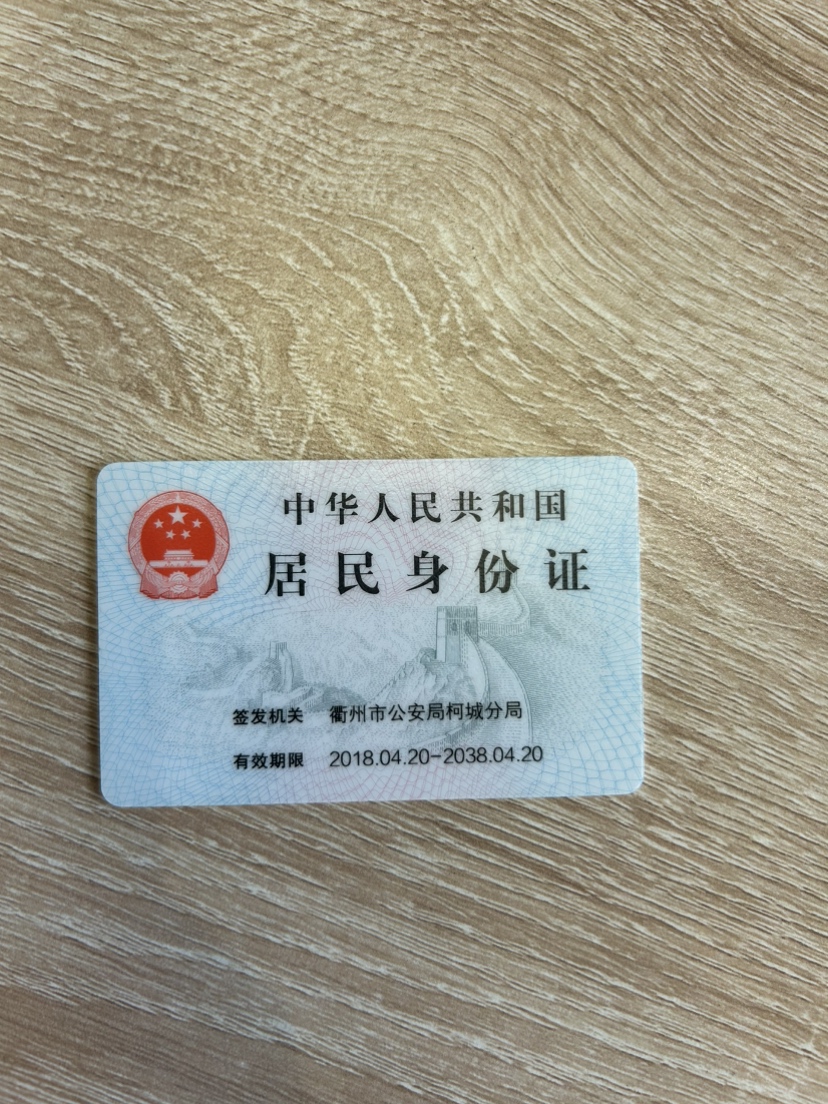 中华人民共和国
居民身份证
签发机关 衢州市公安局柯城分局
有效期限 2018.04.20-2038.04.20